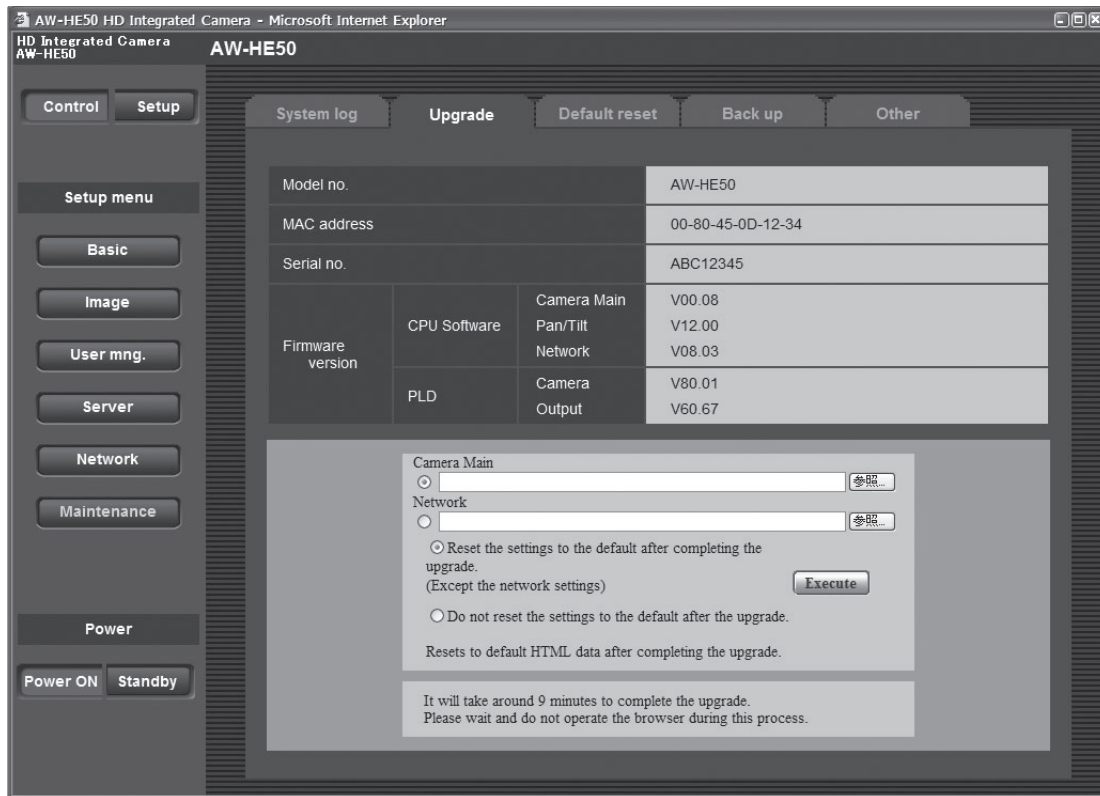 AW-HE50 HD Integrated Camera - Microsoft Internet Explorer
HD Integrated Camera
AW-HE50
AW-HE50
Control
Setup
System log
Upgrade
Default reset
Back up
Other
Setup menu
Basic
Image
User mng.
Server
Network
Maintenance
Power
Power ON
Standby
Model no.
AW-HE50
MAC address
00-80-45-0D-12-34
Serial no.
ABC12345
Firmware
version
CPU Software
Camera Main
V00.08
Pan/Tilt
V12.00
Network
V08.03
PLD
Camera
V80.01
Output
V60.67
Camera Main
参照...
Network
参照...
Reset the settings to the default after completing the
upgrade.
(Except the network settings)
Execute
Do not reset the settings to the default after the upgrade.
Resets to default HTML data after completing the upgrade.
It will take around 9 minutes to complete the upgrade.
Please wait and do not operate the browser during this process.